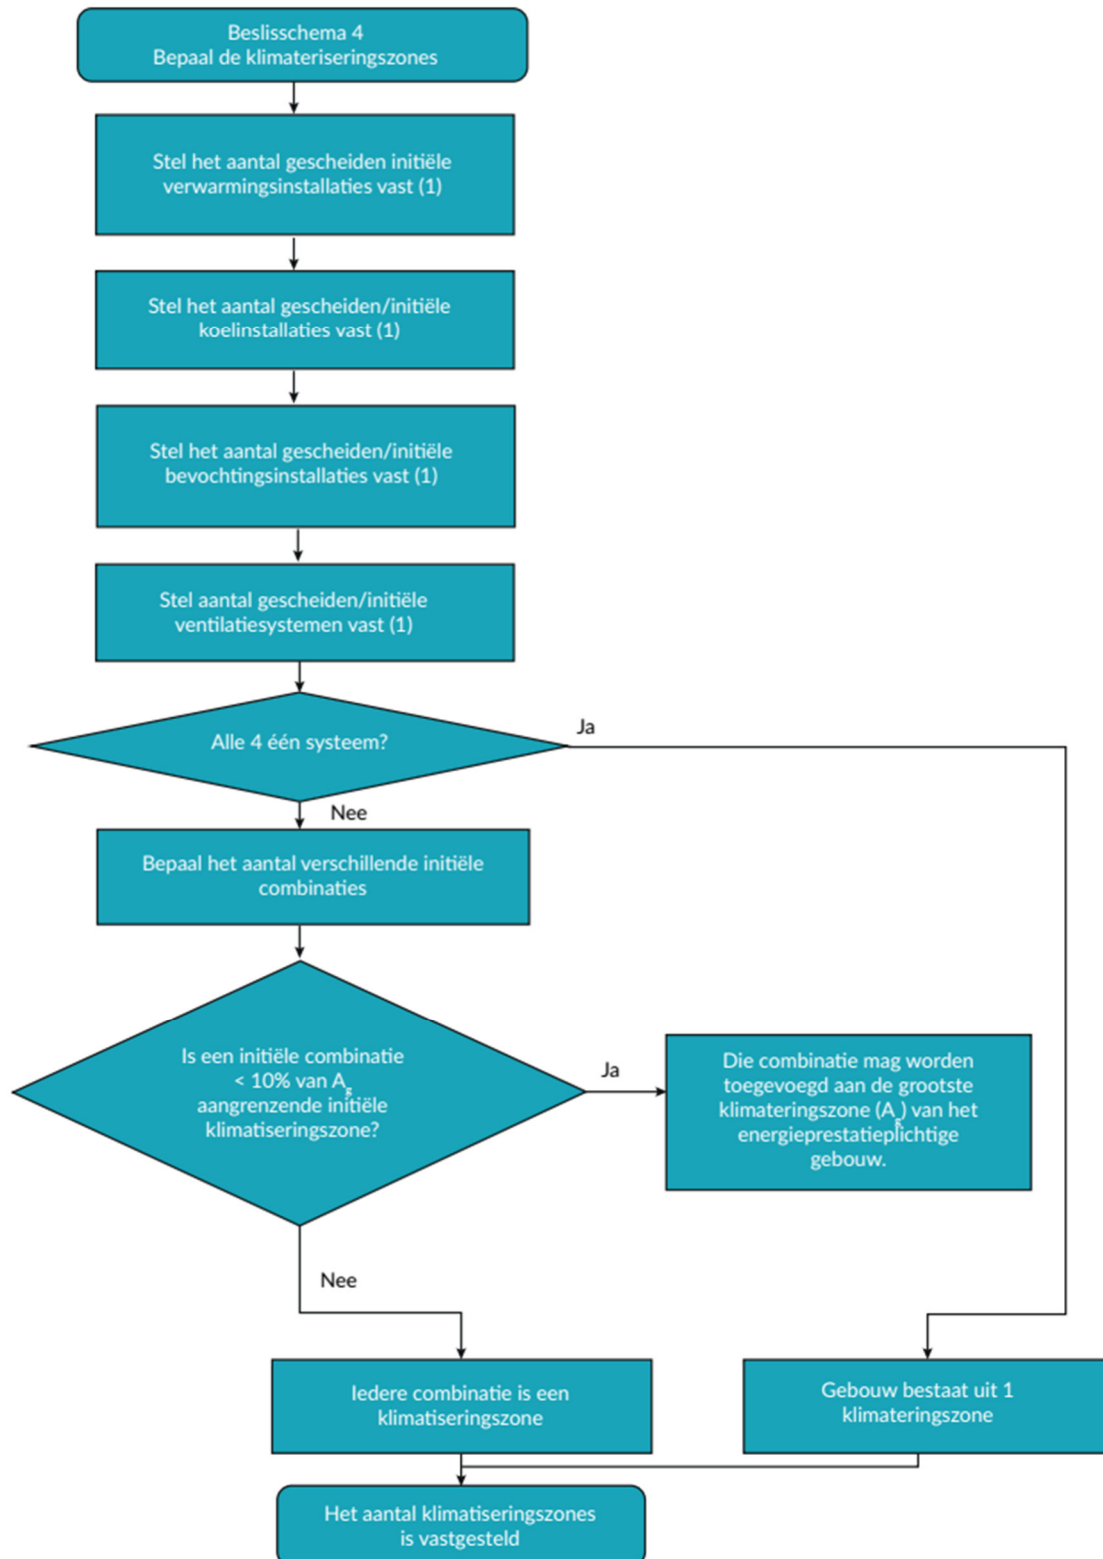 Beslisschema 4
Bepaal de klimateriseringszones
Stel het aantal gescheiden initiële
verwarmingsinstallaties vast (1)
Stel het aantal gescheiden/initiële
koelinstallaties vast (1)
Stel het aantal gescheiden/initiële
bevochtingsinstallaties vast (1)
Stel aantal gescheiden/initiële
ventilatiesystemen vast (1)
Alle 4 één systeem?
Ja
Nee
Bepaal het aantal verschillende initiële
combinaties
Is een initiële combinatie
< 10% van Ag
aangrenzende initiële
klimatiseringszone?
Ja
Die combinatie mag worden
toegevoegd aan de grootste
klimateringszone (Ag) van het
energieprestatieplichtige
gebouw.
Nee
Iedere combinatie is een
klimatiseringszone
Gebouw bestaat uit 1
klimateringszone
Het aantal klimatiseringszones
is vastgesteld